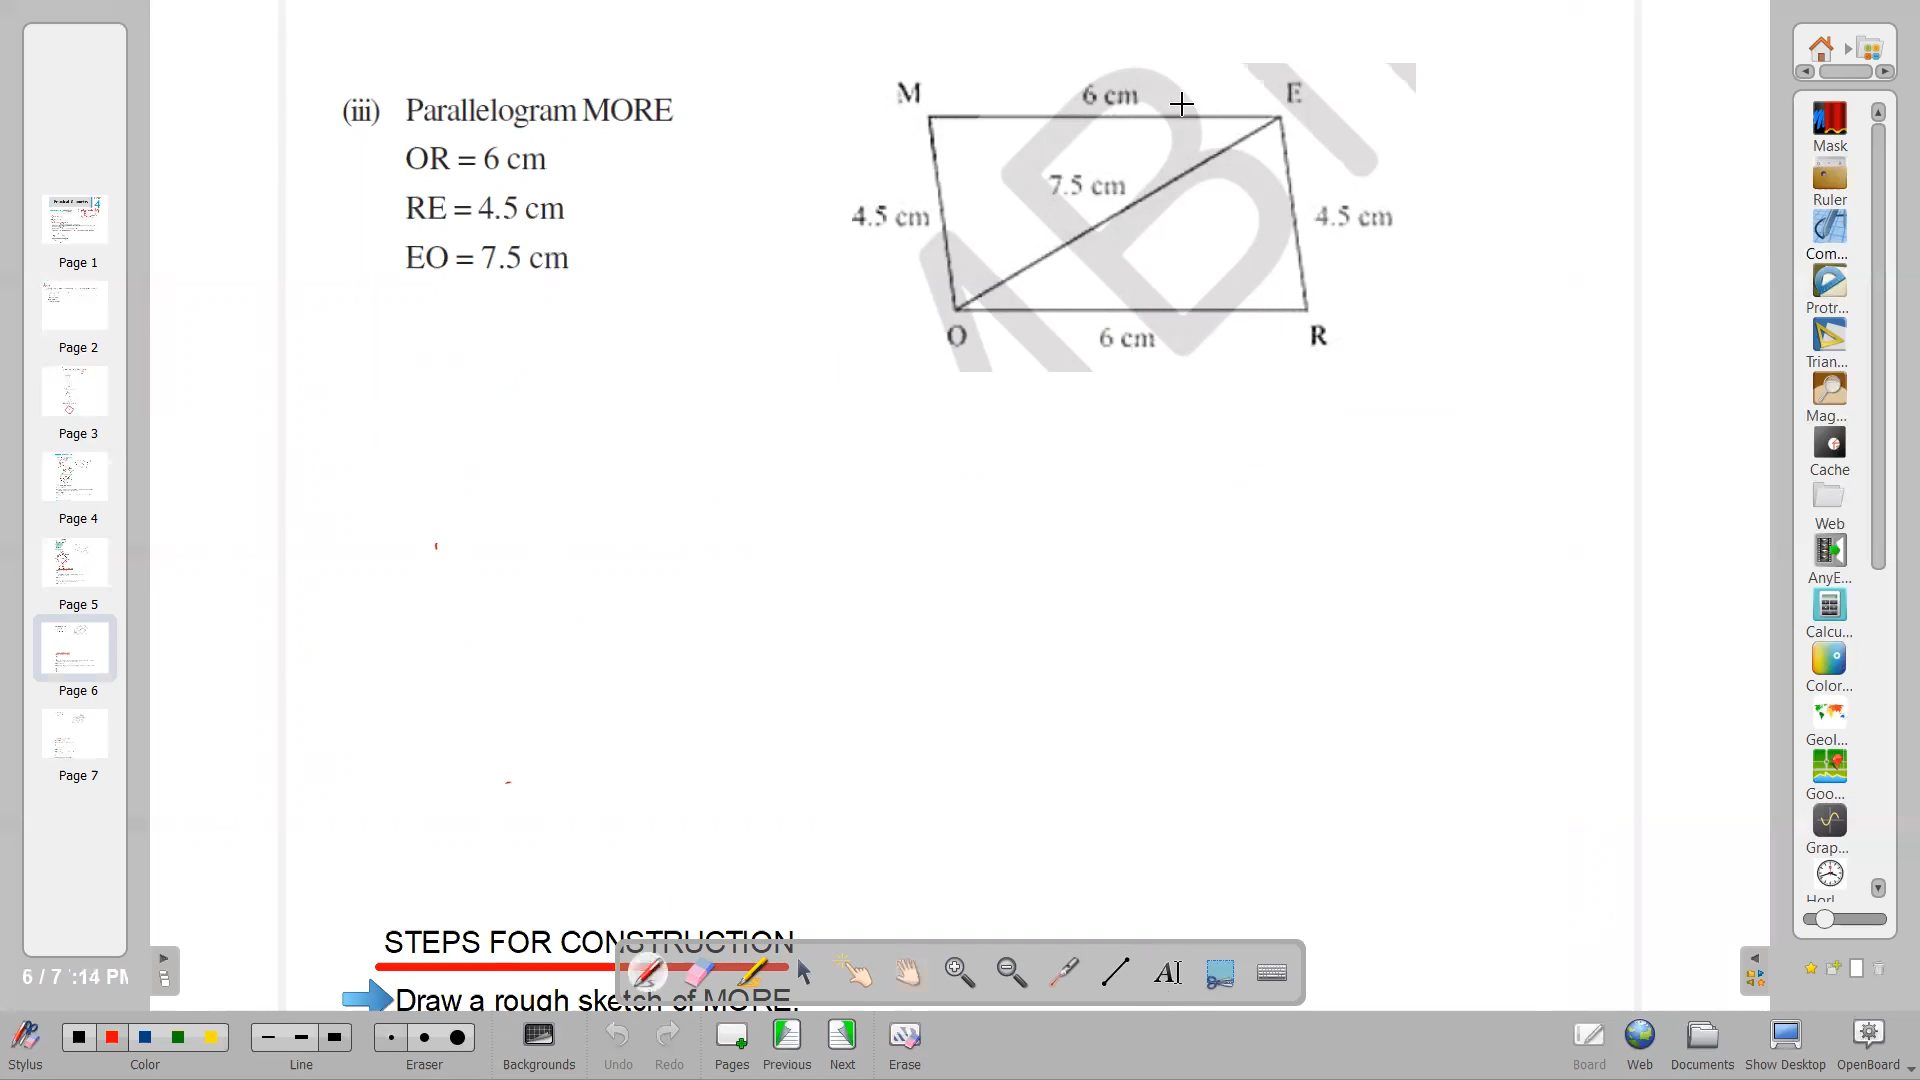 (iii) Parallelogram MORE
OR = 6 cm
RE = 4.5 cm
EO = 7.5 cm
M
6 cm
E
7.5 cm
4.5 cm
4.5 cm
O
6 cm
R
STEPS FOR CONSTRUCTION
Draw a rough sketch of MORE.
Page 1
Page 2
Page 3
Page 4
Page 5
Page 6
Page 7
6 / 7
Mask
Ruler
Com...
Protr...
Trian...
Mag...
Cache
Web
AnyE...
Calcu...
Color...
Geol...
Goo...
Grap...
Horl
Stylus
Color
Line
Eraser
Backgrounds
Undo
Redo
Pages
Previous
Next
Erase
Board
Web
Documents
Show Desktop
OpenBoard